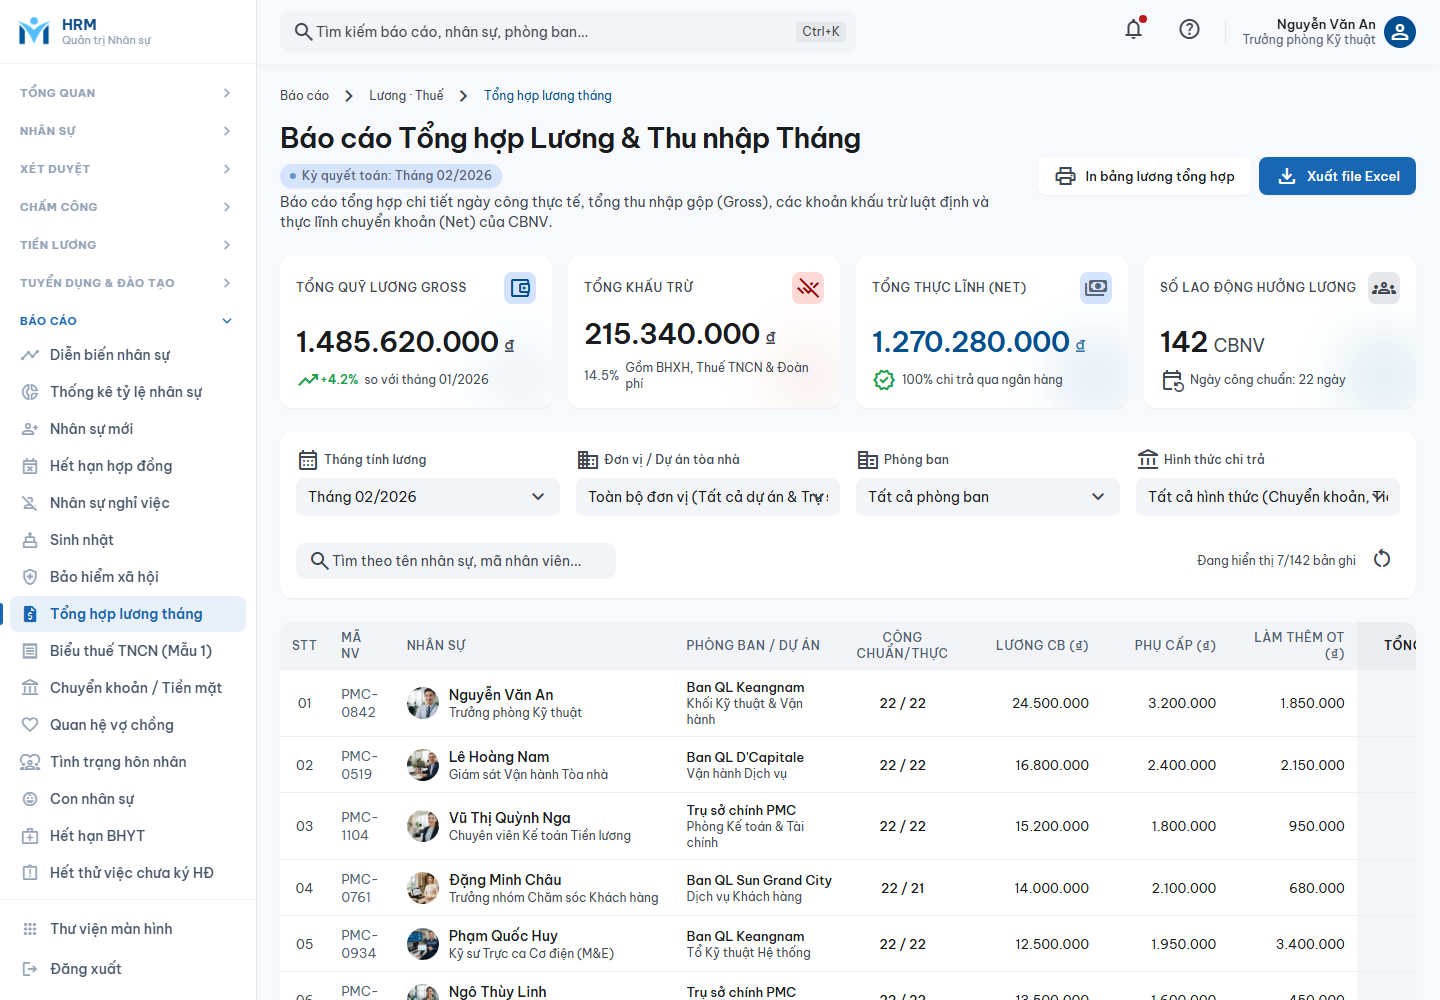 HRM
Quản trị Nhân sự
TỔNG QUAN
NHÂN SỰ
XÉT DUYỆT
CHẤM CÔNG
TIỀN LƯƠNG
TUYỂN DỤNG & ĐÀO TẠO
BÁO CÁO
Diễn biến nhân sự
Thống kê tỷ lệ nhân sự
Nhân sự mới
Hết hạn hợp đồng
Nhân sự nghỉ việc
Sinh nhật
Bảo hiểm xã hội
Tổng hợp lương tháng
Biểu thuế TNCN (Mẫu 1)
Chuyển khoản / Tiền mặt
Quan hệ vợ chồng
Tình trạng hôn nhân
Con nhân sự
Hết hạn BHYT
Hết thử việc chưa ký HĐ
Thư viện màn hình
Đăng xuất
Tìm kiếm báo cáo, nhân sự, phòng ban...
Ctrl+K
Nguyễn Văn An
Trưởng phòng Kỹ thuật
Báo cáo
Lương · Thuế
Tổng hợp lương tháng
Báo cáo Tổng hợp Lương & Thu nhập Tháng
Kỳ quyết toán: Tháng 02/2026
Báo cáo tổng hợp chi tiết ngày công thực tế, tổng thu nhập gộp (Gross), các khoản khấu trừ luật định và
thực lĩnh chuyển khoản (Net) của CBNV.
In bảng lương tổng hợp
Xuất file Excel
TỔNG QUỸ LƯƠNG GROSS
1.485.620.000 ₫
+4.2% so với tháng 01/2026
TỔNG KHẤU TRỪ
215.340.000 ₫
14.5% Gồm BHXH, Thuế TNCN & Đoàn
phí
TỔNG THỰC LĨNH (NET)
1.270.280.000 ₫
100% chi trả qua ngân hàng
SỐ LAO ĐỘNG HƯỞNG LƯƠNG
142 CBNV
Ngày công chuẩn: 22 ngày
Tháng tính lương
Tháng 02/2026
Đơn vị / Dự án tòa nhà
Toàn bộ đơn vị (Tất cả dự án & Trụ s
Phòng ban
Tất cả phòng ban
Hình thức chi trả
Tất cả hình thức (Chuyển khoản, Tiề
Tìm theo tên nhân sự, mã nhân viên...
Đang hiển thị 7/142 bản ghi
STT
MÃ
NV
NHÂN SỰ
PHÒNG BAN / DỰ ÁN
CÔNG
CHUẨN/THỰC
LƯƠNG CB (₫)
PHỤ CẤP (₫)
LÀM THÊM OT
(₫)
TỔNG
01
PMC-
0842
Nguyễn Văn An
Trưởng phòng Kỹ thuật
Ban QL Keangnam
Khối Kỹ thuật & Vận
hành
22 / 22
24.500.000
3.200.000
1.850.000
02
PMC-
0519
Lê Hoàng Nam
Giám sát Vận hành Tòa nhà
Ban QL D'Capitale
Vận hành Dịch vụ
22 / 22
16.800.000
2.400.000
2.150.000
03
PMC-
1104
Vũ Thị Quỳnh Nga
Chuyên viên Kế toán Tiền lương
Trụ sở chính PMC
Phòng Kế toán & Tài
chính
22 / 22
15.200.000
1.800.000
950.000
04
PMC-
0761
Đặng Minh Châu
Trưởng nhóm Chăm sóc Khách hàng
Ban QL Sun Grand City
Dịch vụ Khách hàng
22 / 21
14.000.000
2.100.000
680.000
05
PMC-
0934
Phạm Quốc Huy
Kỹ sư Trực ca Cơ điện (M&E)
Ban QL Keangnam
Tổ Kỹ thuật Hệ thống
22 / 22
12.500.000
1.950.000
3.400.000
06
PMC-
Ngô Thùy Linh
Trụ sở chính PMC
22 / 22
13.500.000
1.600.000
450.000